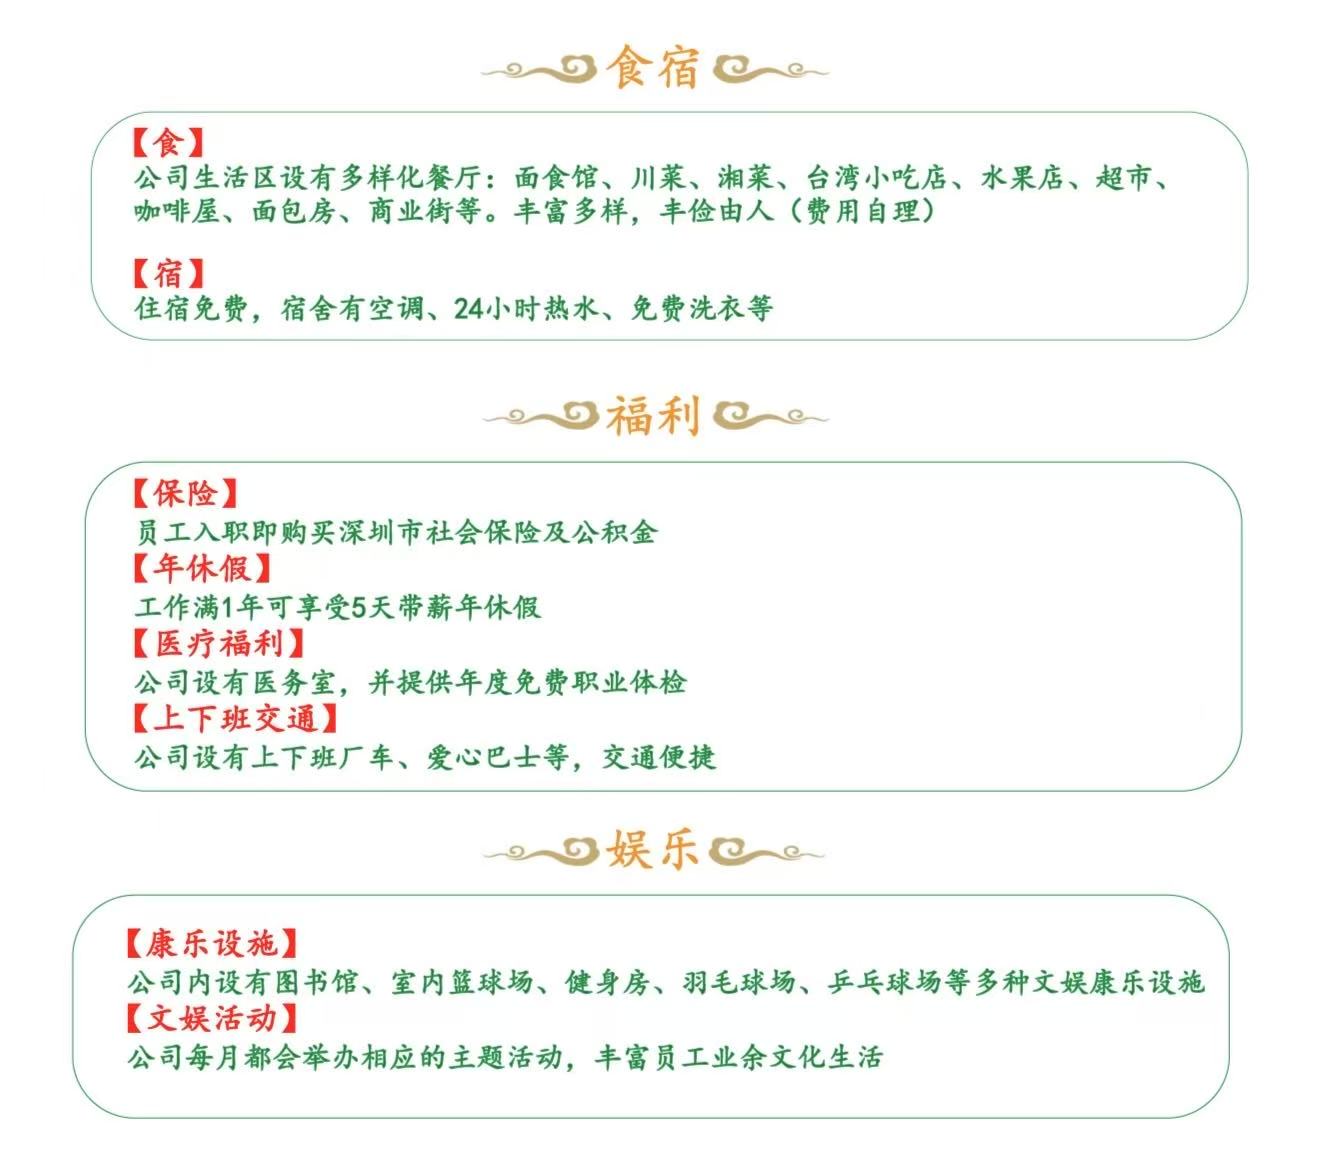 食宿
【食】
公司生活区设有多样化餐厅：面食馆、川菜、湘菜、台湾小吃店、水果店、超市、
咖啡屋、面包房、商业街等。丰富多样，丰俭由人（费用自理）
【宿】
住宿免费，宿舍有空调、24小时热水、免费洗衣等
福利
【保险】
员工入职即购买深圳市社会保险及公积金
【年休假】
工作满1年可享受5天带薪年休假
【医疗福利】
公司设有医务室，并提供年度免费职业体检
【上下班交通】
公司设有上下班厂车、爱心巴士等，交通便捷
娱乐
【康乐设施】
公司内设有图书馆、室内篮球场、健身房、羽毛球场、乒乓球场等多种文娱康乐设施
【文娱活动】
公司每月都会举办相应的主题活动，丰富员工业余文化生活